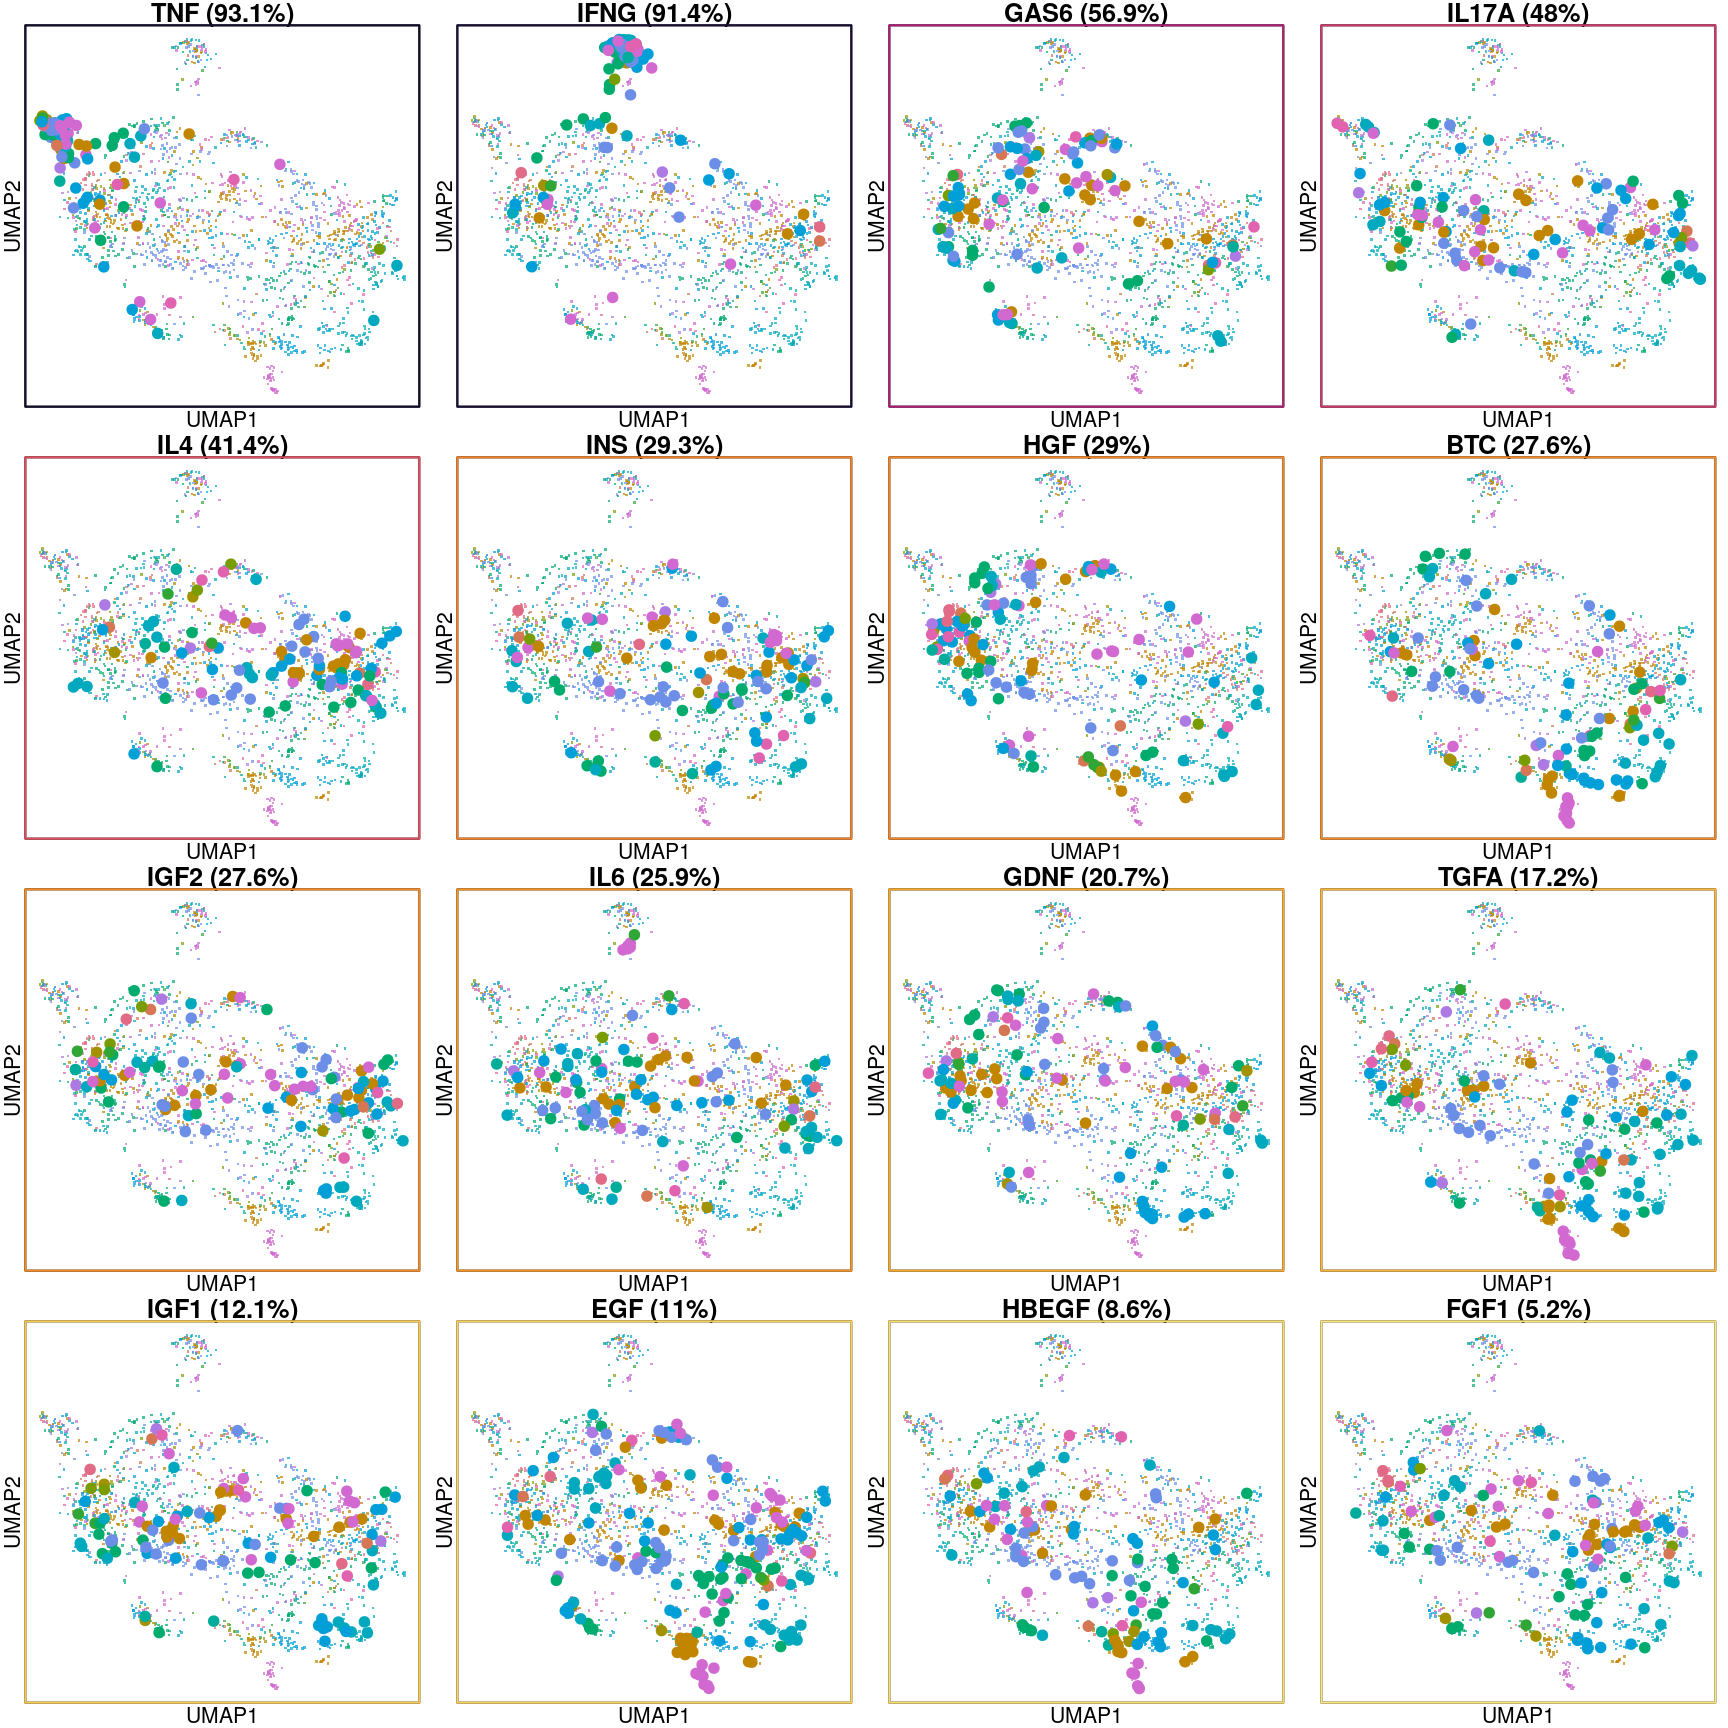 TNF (93.1%) IFNG (91.4%) GAS6 (56.9%) IL17A (48%)
UMAP2 UMAP2 UMAP2 UMAP2
UMAP1 UMAP1 UMAP1 UMAP1
IL4 (41.4%) INS (29.3%) HGF (29%) BTC (27.6%)
UMAP2 UMAP2 UMAP2 UMAP2
UMAP1 UMAP1 UMAP1 UMAP1
IGF2 (27.6%) IL6 (25.9%) GDNF (20.7%) TGFA (17.2%)
UMAP2 UMAP2 UMAP2 UMAP2
UMAP1 UMAP1 UMAP1 UMAP1
IGF1 (12.1%) EGF (11%) HBEGF (8.6%) FGF1 (5.2%)
UMAP2 UMAP2 UMAP2 UMAP2
UMAP1 UMAP1 UMAP1 UMAP1